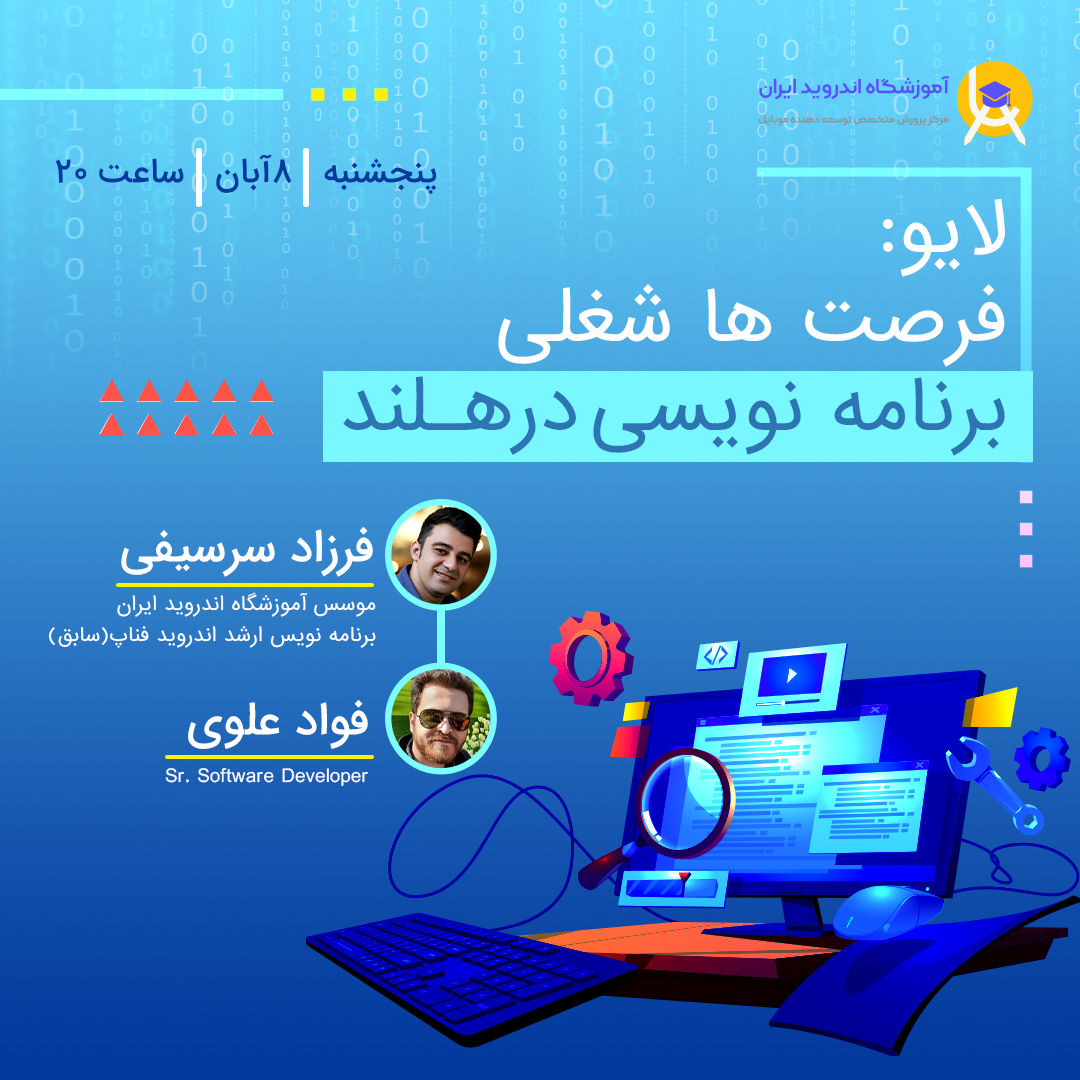 آموزشگاه اندروید ایران
مرکز پرورش متخصص توسعه دهنده موبایل
پنجشنبه | ۸آبان | ساعت ۲۰
لایو:
فرصت ها شغلی
برنامه نویسی درهـلند
فرزاد سرسیفی
موسس آموزشگاه اندروید ایران
برنامه نویس ارشد اندروید فناپ(سابق)
فواد علوی
Sr. Software Developer